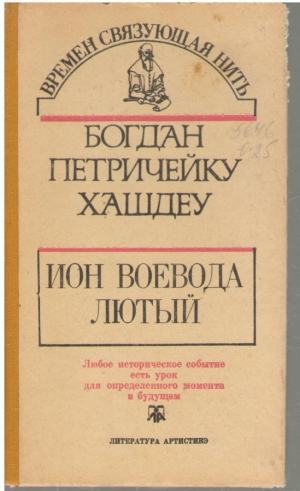 ВРЕМЕН СВЯЗУЮЩАЯ НИТЬ
БОГДАН
ПЕТРИЧЕЙКУ
ХАШДЕУ
ИОН ВОЕВОДА
ЛЮТЫЙ
Любое историческое событие
есть урок
для определенного момента
в будущем
ЛИТЕРАТУРА АРТИСТИКЭ